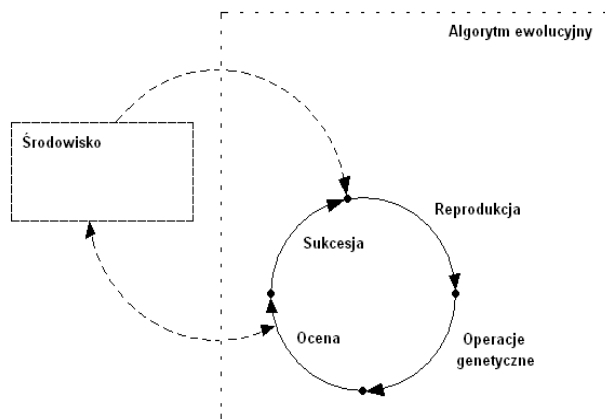 Algorytm ewolucyjny
Środowisko
Reprodukcja
Sukcesja
Ocena
Operacje
genetyczne